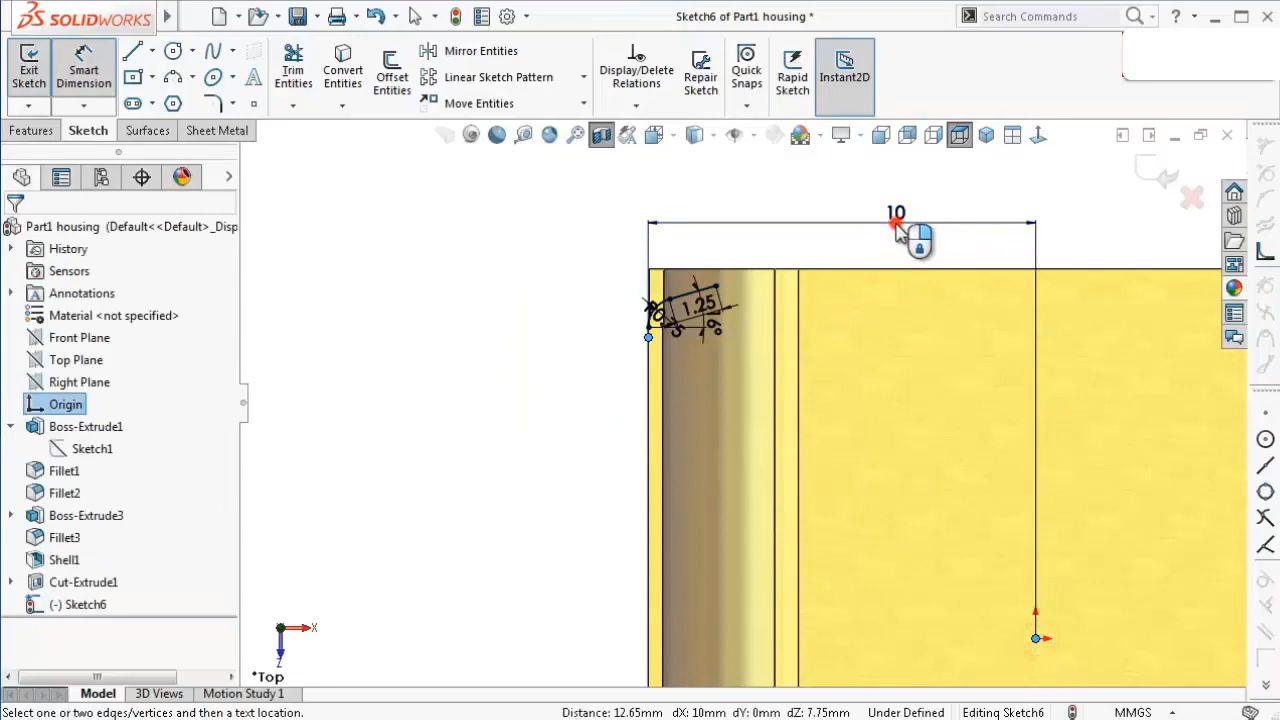 SOLIDWORKS
Sketch6 of Part1 housing *
Search Commands
?
Exit Sketch
Smart Dimension
Trim Entities
Convert Entities
Offset Entities
Mirror Entities
Linear Sketch Pattern
Move Entities
Display/Delete Relations
Repair Sketch
Quick Snaps
Rapid Sketch
Instant2D
Features
Sketch
Surfaces
Sheet Metal
Part1 housing (Default<<Default>_Disp
History
Sensors
Annotations
Material <not specified>
Front Plane
Top Plane
Right Plane
Origin
Boss-Extrude1
Sketch1
Fillet1
Fillet2
Boss-Extrude3
Fillet3
Shell1
Cut-Extrude1
(-) Sketch6
10
1.25
X
Z
*Top
Model
3D Views
Motion Study 1
Select one or two edges/vertices and then a text location.
Distance: 12.65mm dX: 10mm dY: 0mm dZ: 7.75mm
Under Defined
Editing Sketch6
MMGS